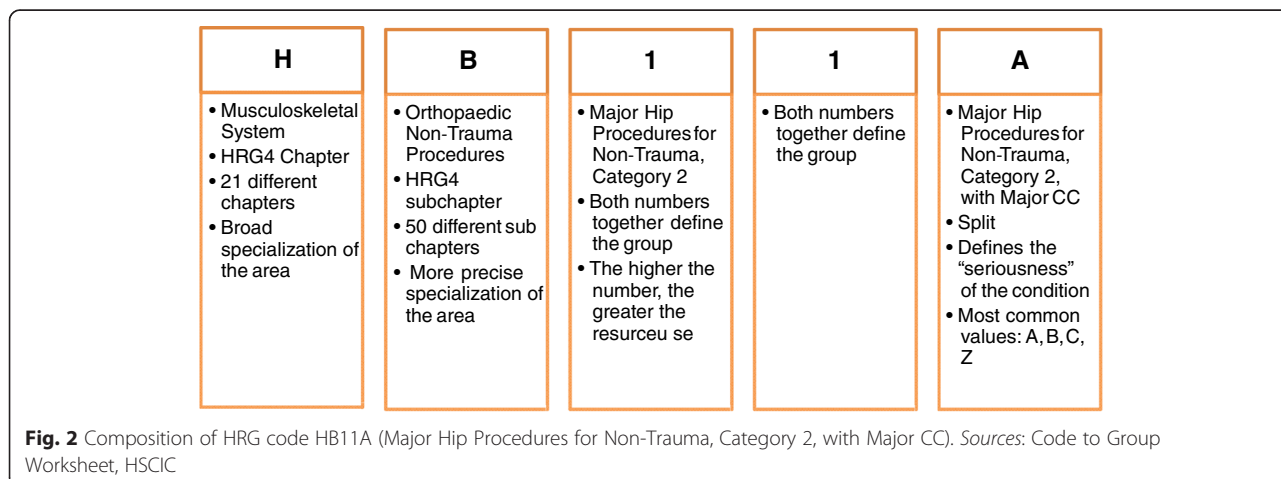 H
• Musculoskeletal
System
• HRG4 Chapter
• 21 different
chapters
• Broad
specialization of
the area
B
• Orthopaedic
Non-Trauma
Procedures
• HRG4
subchapter
• 50 different sub
chapters
• More precise
specialization of
the area
1
• Major Hip
Procedures for
Non-Trauma,
Category 2
• Both numbers
together define
the group
• The higher the
number, the
greater the
resurceu se
1
• Both numbers
together define
the group
A
• Major Hip
Procedures for
Non-Trauma,
Category 2,
with Major CC
• Split
• Defines the
“seriousness”
of the condition
• Most common
values: A, B, C,
Z
Fig. 2 Composition of HRG code HB11A (Major Hip Procedures for Non-Trauma, Category 2, with Major CC). Sources: Code to Group
Worksheet, HSCIC